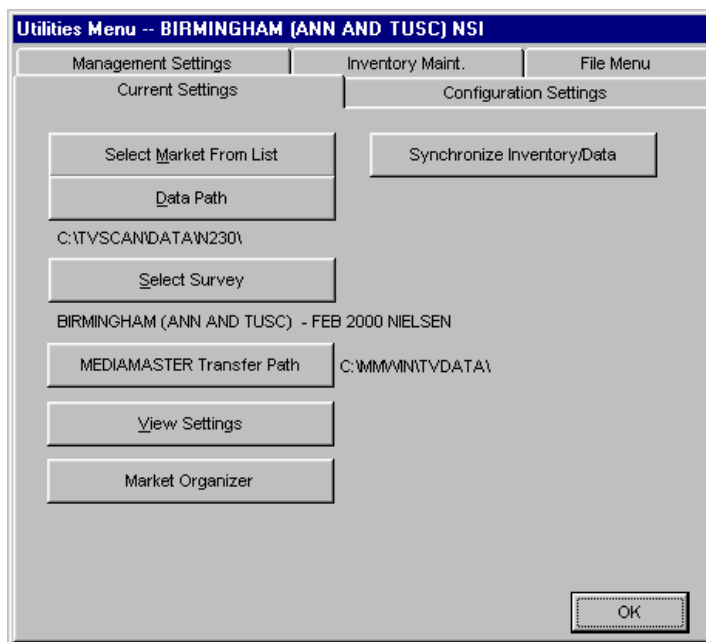 Utilities Menu -- BIRMINGHAM (ANN AND TUSC) NSI
Management Settings Inventory Maint. File Menu
Current Settings Configuration Settings
Select Market From List Synchronize Inventory/Data
Data Path
C:\TVSCAN\DATA\N230\
Select Survey
BIRMINGHAM (ANN AND TUSC) - FEB 2000 NIELSEN
MEDIAMASTER Transfer Path C:\MMWIN\TVDATA\
View Settings
Market Organizer
OK